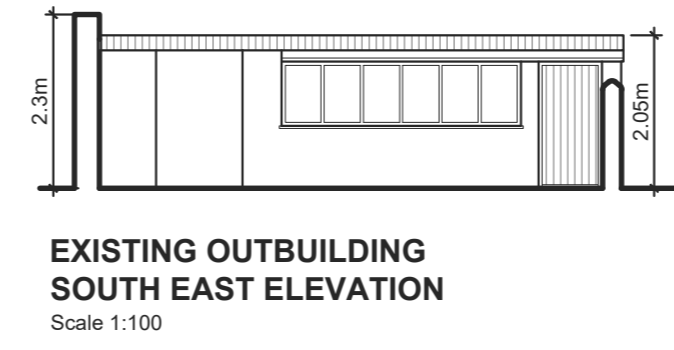 2.3m
2.05m
EXISTING OUTBUILDING
SOUTH EAST ELEVATION
Scale 1:100